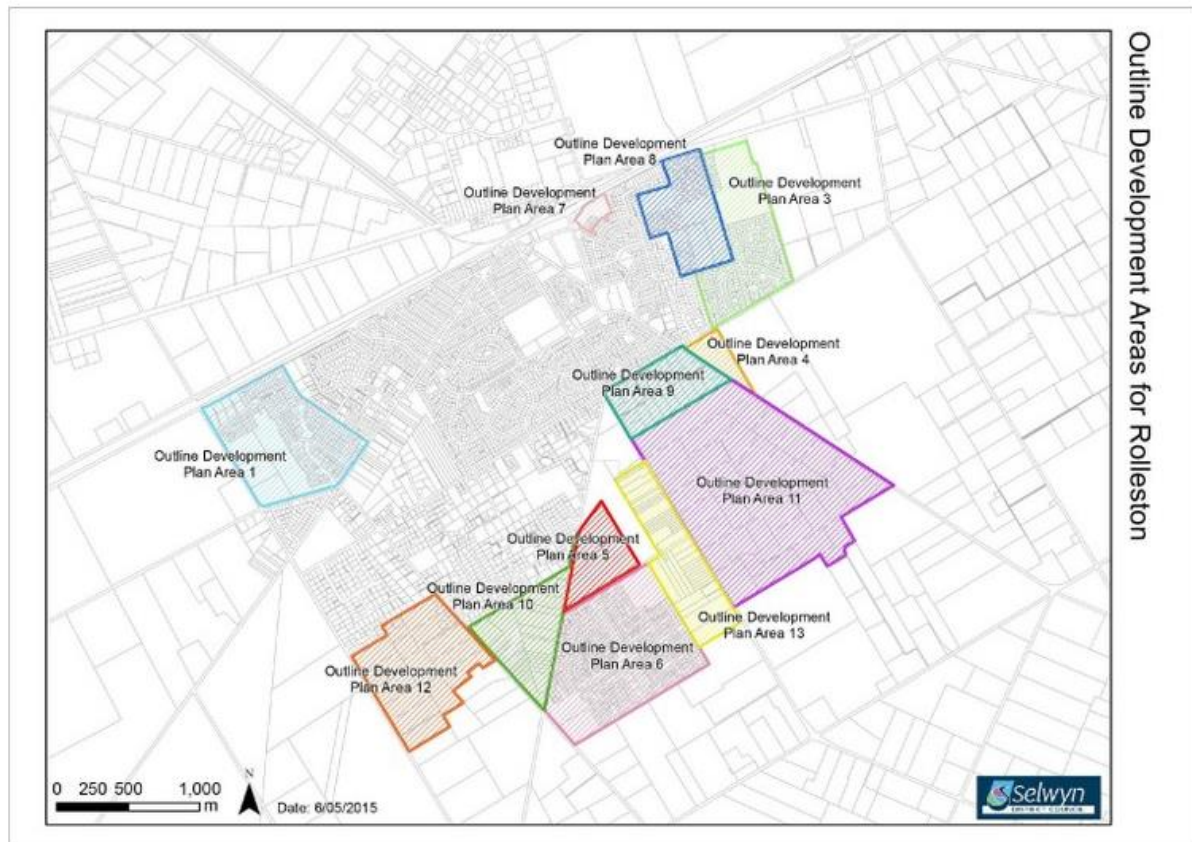 Outline Development Areas for Rolleston
Outline Development
Plan Area 8
Outline Development
Plan Area 3
Outline Development
Plan Area 7
Outline Development
Plan Area 4
Outline Development
Plan Area 9
Outline Development
Plan Area 1
Outline Development
Plan Area 11
Outline Development
Plan Area 5
Outline Development
Plan Area 10
Outline Development
Plan Area 13
Outline Development
Plan Area 6
Outline Development
Plan Area 12
0 250 500 1,000
m
N
Date: 6/05/2015
Selwyn
DISTRICT COUNCIL